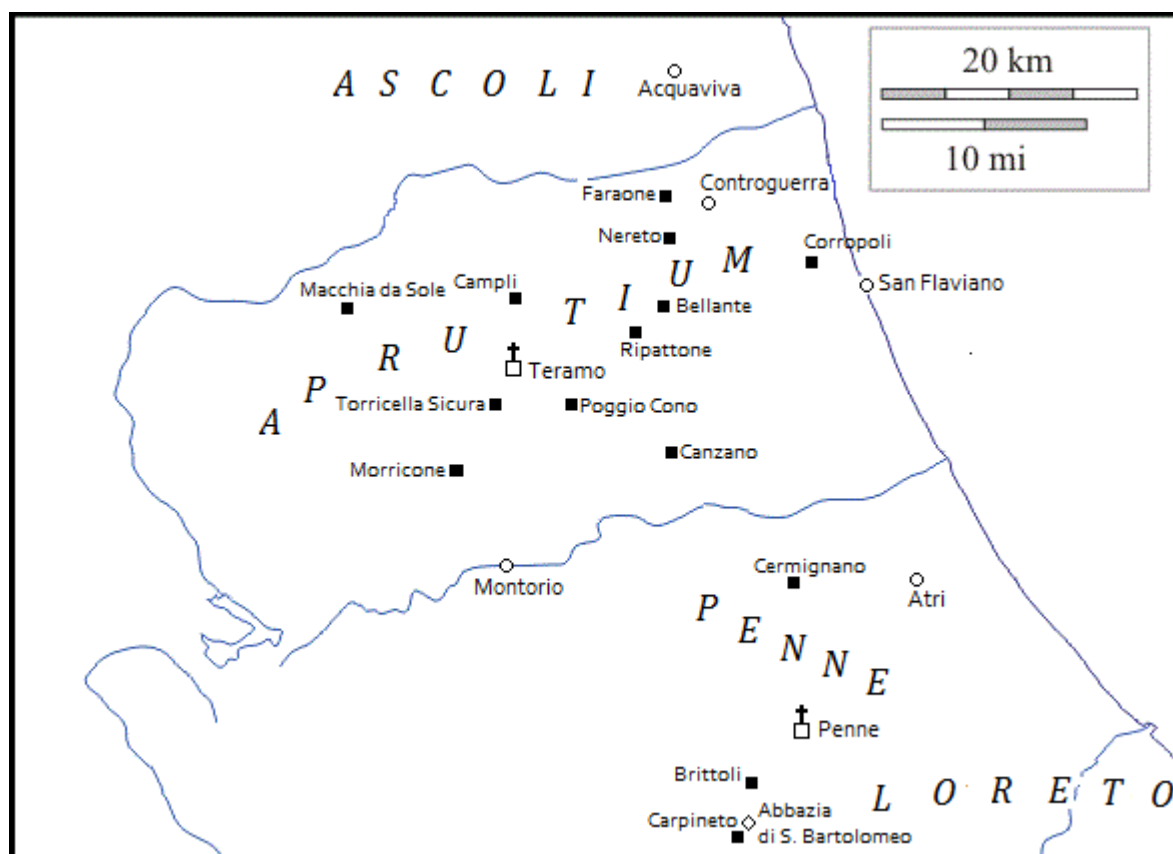 A S C O L I
Acquaviva
20 km
10 mi
Faraone
Controguerra
Nereto
Corropoli
San Flaviano
A P R U T I U M
Macchia da Sole
Campli
Bellante
Ripattone
Teramo
Torricella Sicura
Poggio Cono
Canzano
Morricone
Montorio
Cermignano
Atri
P E N N E
Penne
Brittoli
L O R E T O
Carpineto
Abbazia
di S. Bartolomeo